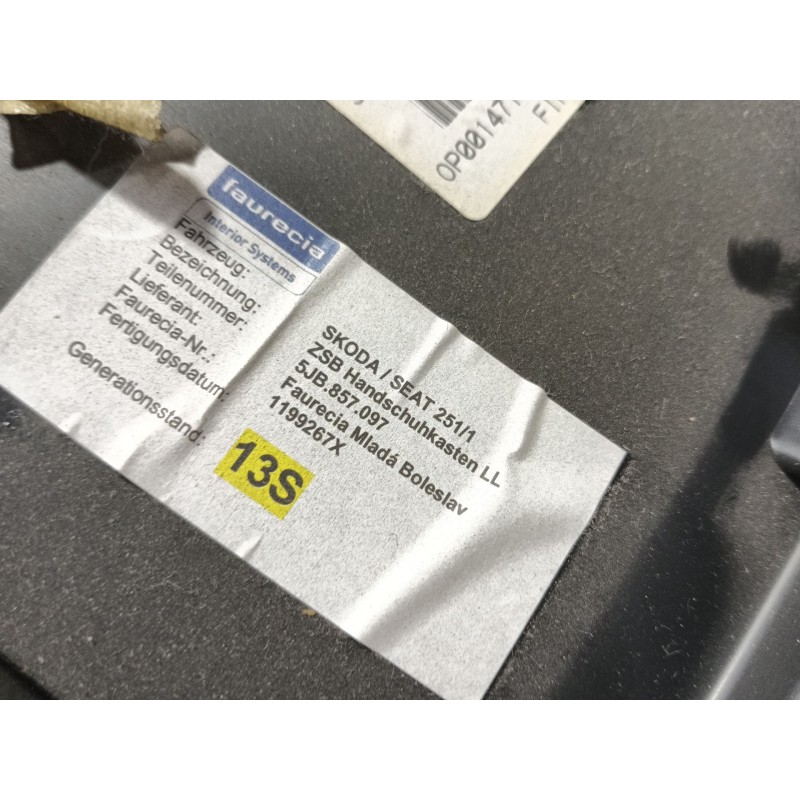 OP001471
faurecia
Interior Systems
Fahrzeug: SKODA / SEAT 251/1
Bezeichnung: ZSB Handschuhkasten LL
Teilenummer: 5JB.857.097
Lieferant: Faurecia Mladá Boleslav
Faurecia-Nr.: 1199267X
Fertigungsdatum:
Generationsstand: 13S